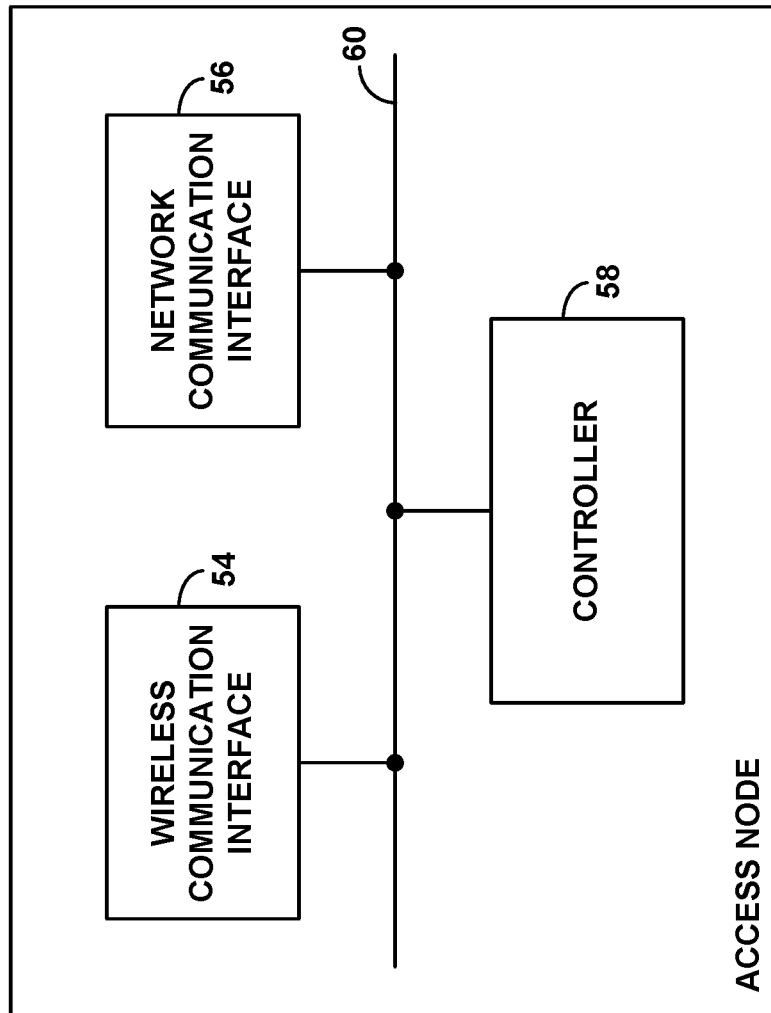 WIRELESS
COMMUNICATION
INTERFACE
54
NETWORK
COMMUNICATION
INTERFACE
56
60
CONTROLLER
58
ACCESS NODE